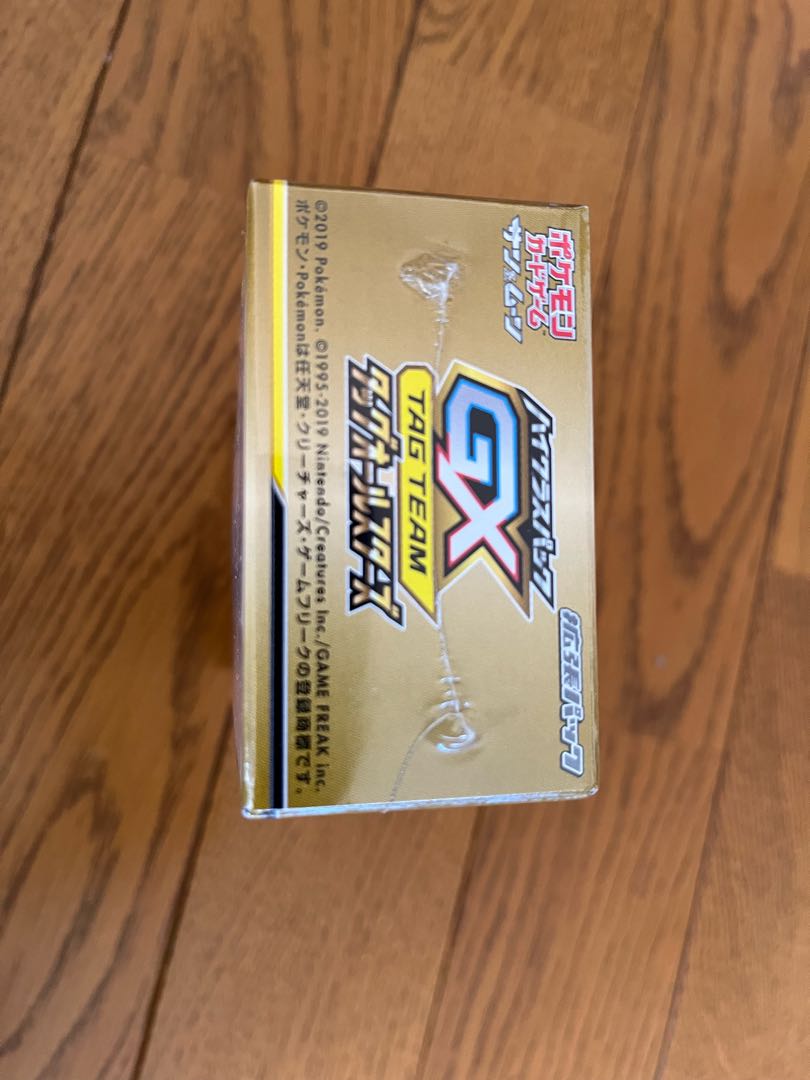 ポケモン
カードゲーム
サン&ムーン
拡張パック
ハイクラスパック
GX
TAG TEAM
タッグオールスターズ
©2019 Pokémon. ©1995-2019 Nintendo/Creatures Inc./GAME FREAK inc.
ポケモン・Pokémonは任天堂・クリーチャーズ・ゲームフリークの登録商標です。